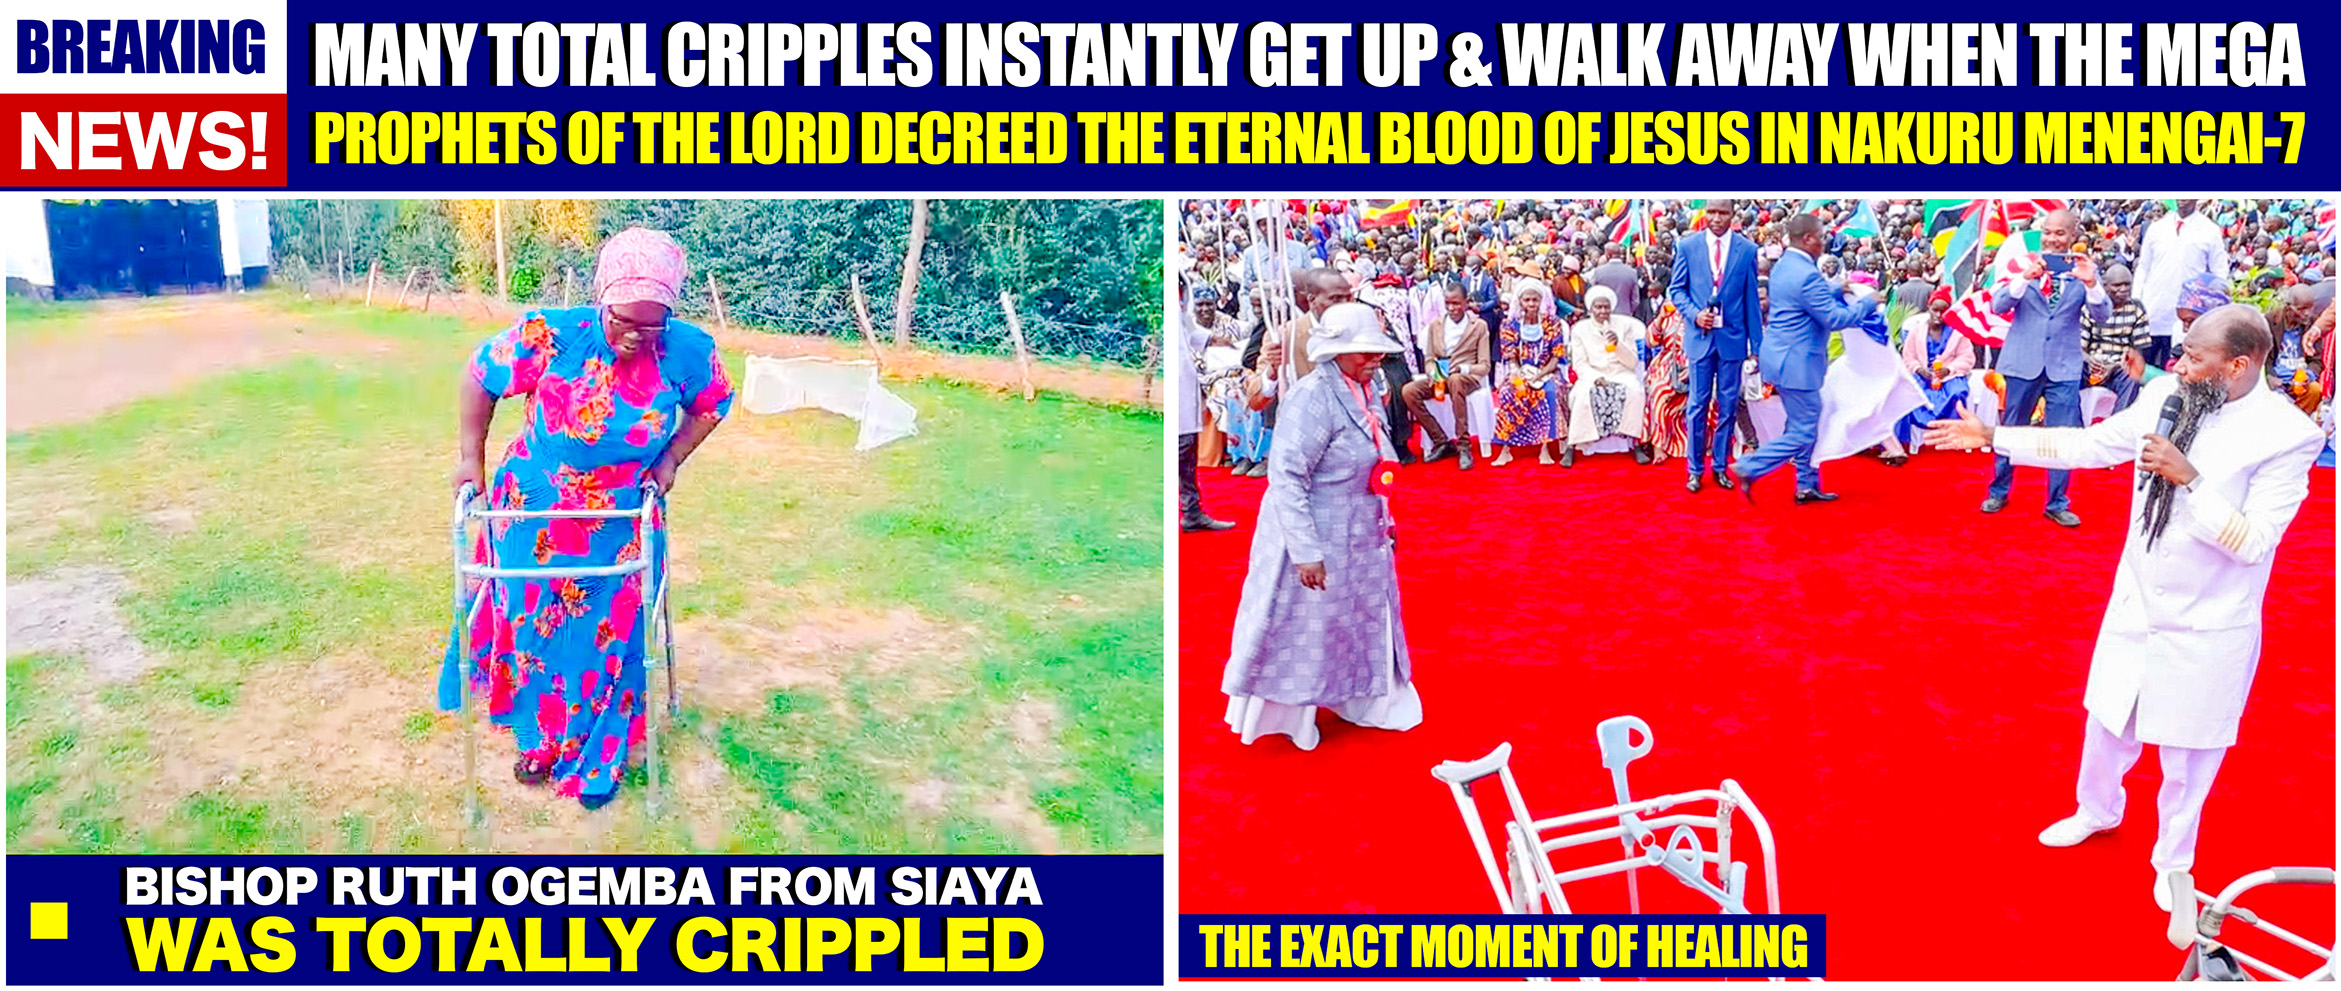 BREAKING
NEWS!
MANY TOTAL CRIPPLES INSTANTLY GET UP & WALK AWAY WHEN THE MEGA
PROPHETS OF THE LORD DECREED THE ETERNAL BLOOD OF JESUS IN NAKURU MENENGAI-7
BISHOP RUTH OGEMBA FROM SIAYA
WAS TOTALLY CRIPPLED
THE EXACT MOMENT OF HEALING